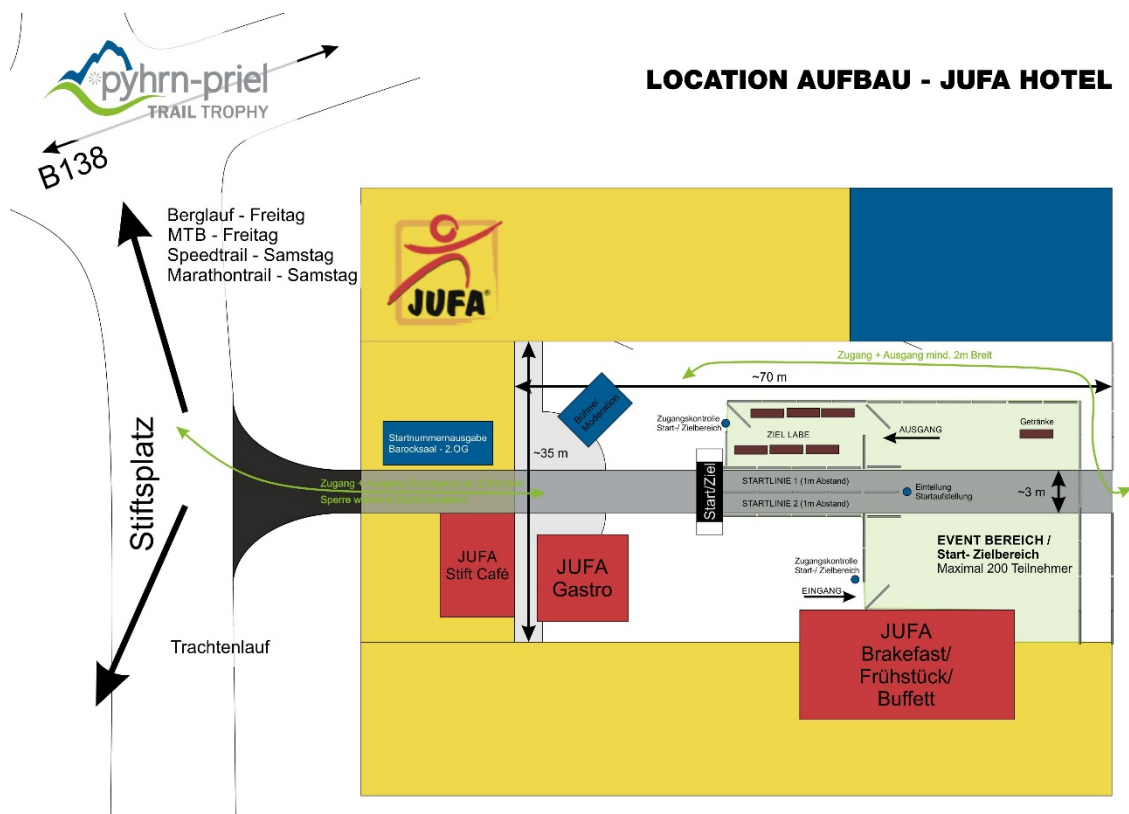 pyhrn-priel
TRAIL TROPHY
LOCATION AUFBAU - JUFA HOTEL
B138
Berglauf - Freitag
MTB - Freitag
Speedtrail - Samstag
Marathontrail - Samstag
JUFA®
Zugang + Ausgang mind. 2m Breit
~70 m
Bühne/
Moderation
Zugangskontrolle
Start-/ Zielbereich
ZIEL LABE
AUSGANG
Getränke
Startnummernausgabe
Barocksaal - 2.OG
~35 m
Stiftsplatz
Zugang +
Sperre
Start/Ziel
STARTLINIE 1 (1m Abstand)
STARTLINIE 2 (1m Abstand)
Einteilung
Startaufstellung
~3 m
JUFA
Stift Café
JUFA
Gastro
EVENT BEREICH /
Start- Zielbereich
Maximal 200 Teilnehmer
Zugangskontrolle
Start-/ Zielbereich
EINGANG
Trachtenlauf
JUFA
Brakefast/
Frühstück/
Buffett